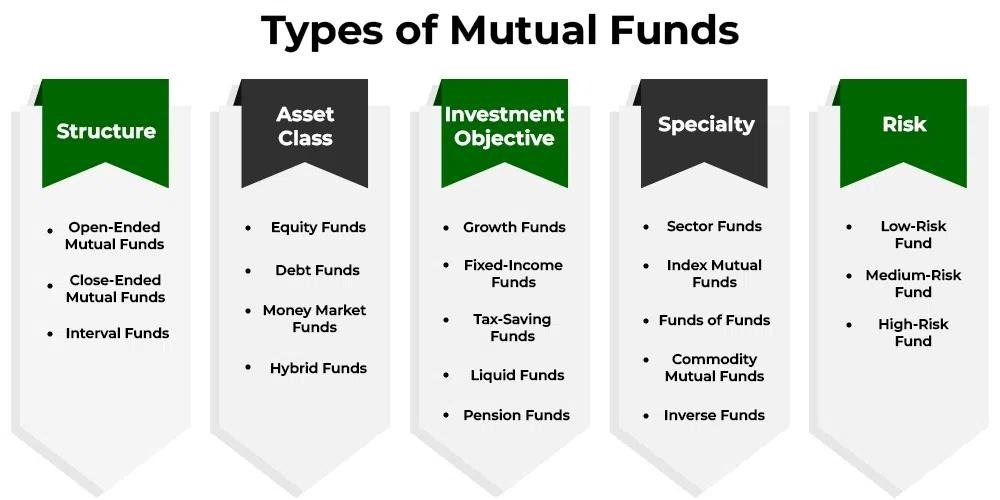 Types of Mutual Funds
Structure
• Open-Ended
Mutual Funds
• Close-Ended
Mutual Funds
• Interval Funds
Asset
Class
• Equity Funds
• Debt Funds
• Money Market
Funds
• Hybrid Funds
Investment
Objective
• Growth Funds
• Fixed-Income
Funds
• Tax-Saving
Funds
• Liquid Funds
• Pension Funds
Specialty
• Sector Funds
• Index Mutual
Funds
• Funds of Funds
• Commodity
Mutual Funds
• Inverse Funds
Risk
• Low-Risk
Fund
• Medium-Risk
Fund
• High-Risk
Fund